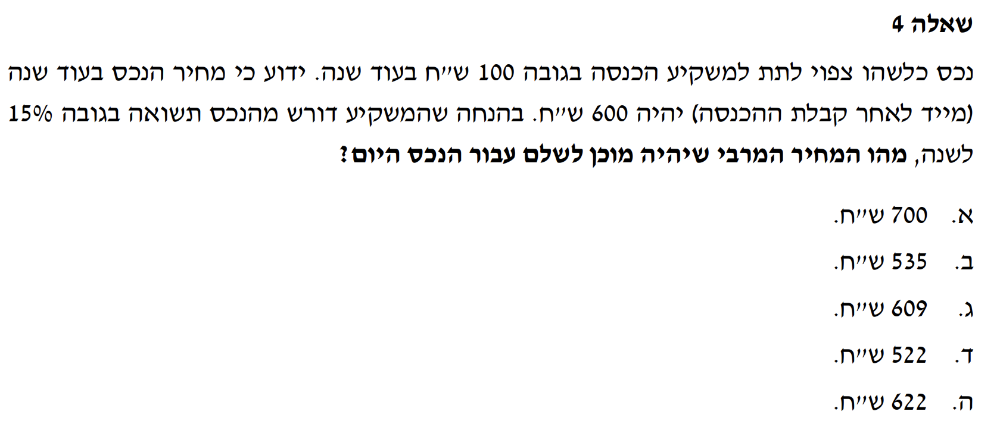 שאלה 4
נכס כלשהו צפוי לתת למשקיע הכנסה בגובה 100 ש״ח בעוד שנה. ידוע כי מחיר הנכס בעוד שנה
(מייד לאחר קבלת ההכנסה) יהיה 600 ש״ח. בהנחה שהמשקיע דורש מהנכס תשואה בגובה 15%
לשנה, מהו המחיר המרבי שיהיה מוכן לשלם עבור הנכס היום?
א. 700 ש״ח.
ב. 535 ש״ח.
ג. 609 ש״ח.
ד. 522 ש״ח.
ה. 622 ש״ח.